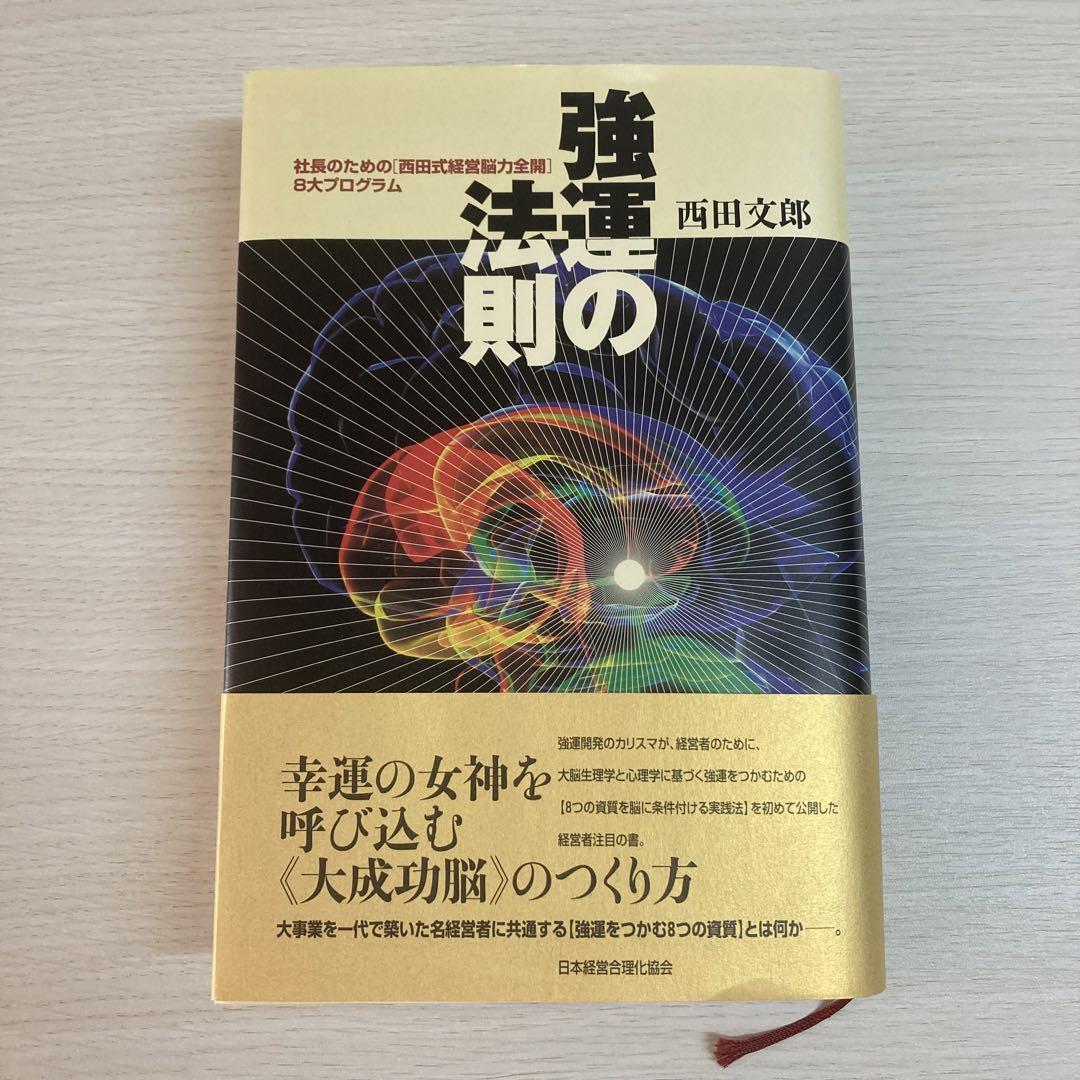 強運の
法則
社長のための[西田式経営脳力全開]
8大プログラム
西田文郎
幸運の女神を
呼び込む
《大成功脳》のつくり方
強運開発のカリスマが、経営者のために、
大脳生理学と心理学に基づく強運をつかむための
【8つの資質を脳に条件付ける実践法】を初めて公開した
経営者注目の書。
大事業を一代で築いた名経営者に共通する【強運をつかむ8つの資質】とは何か――。
日本経営合理化協会